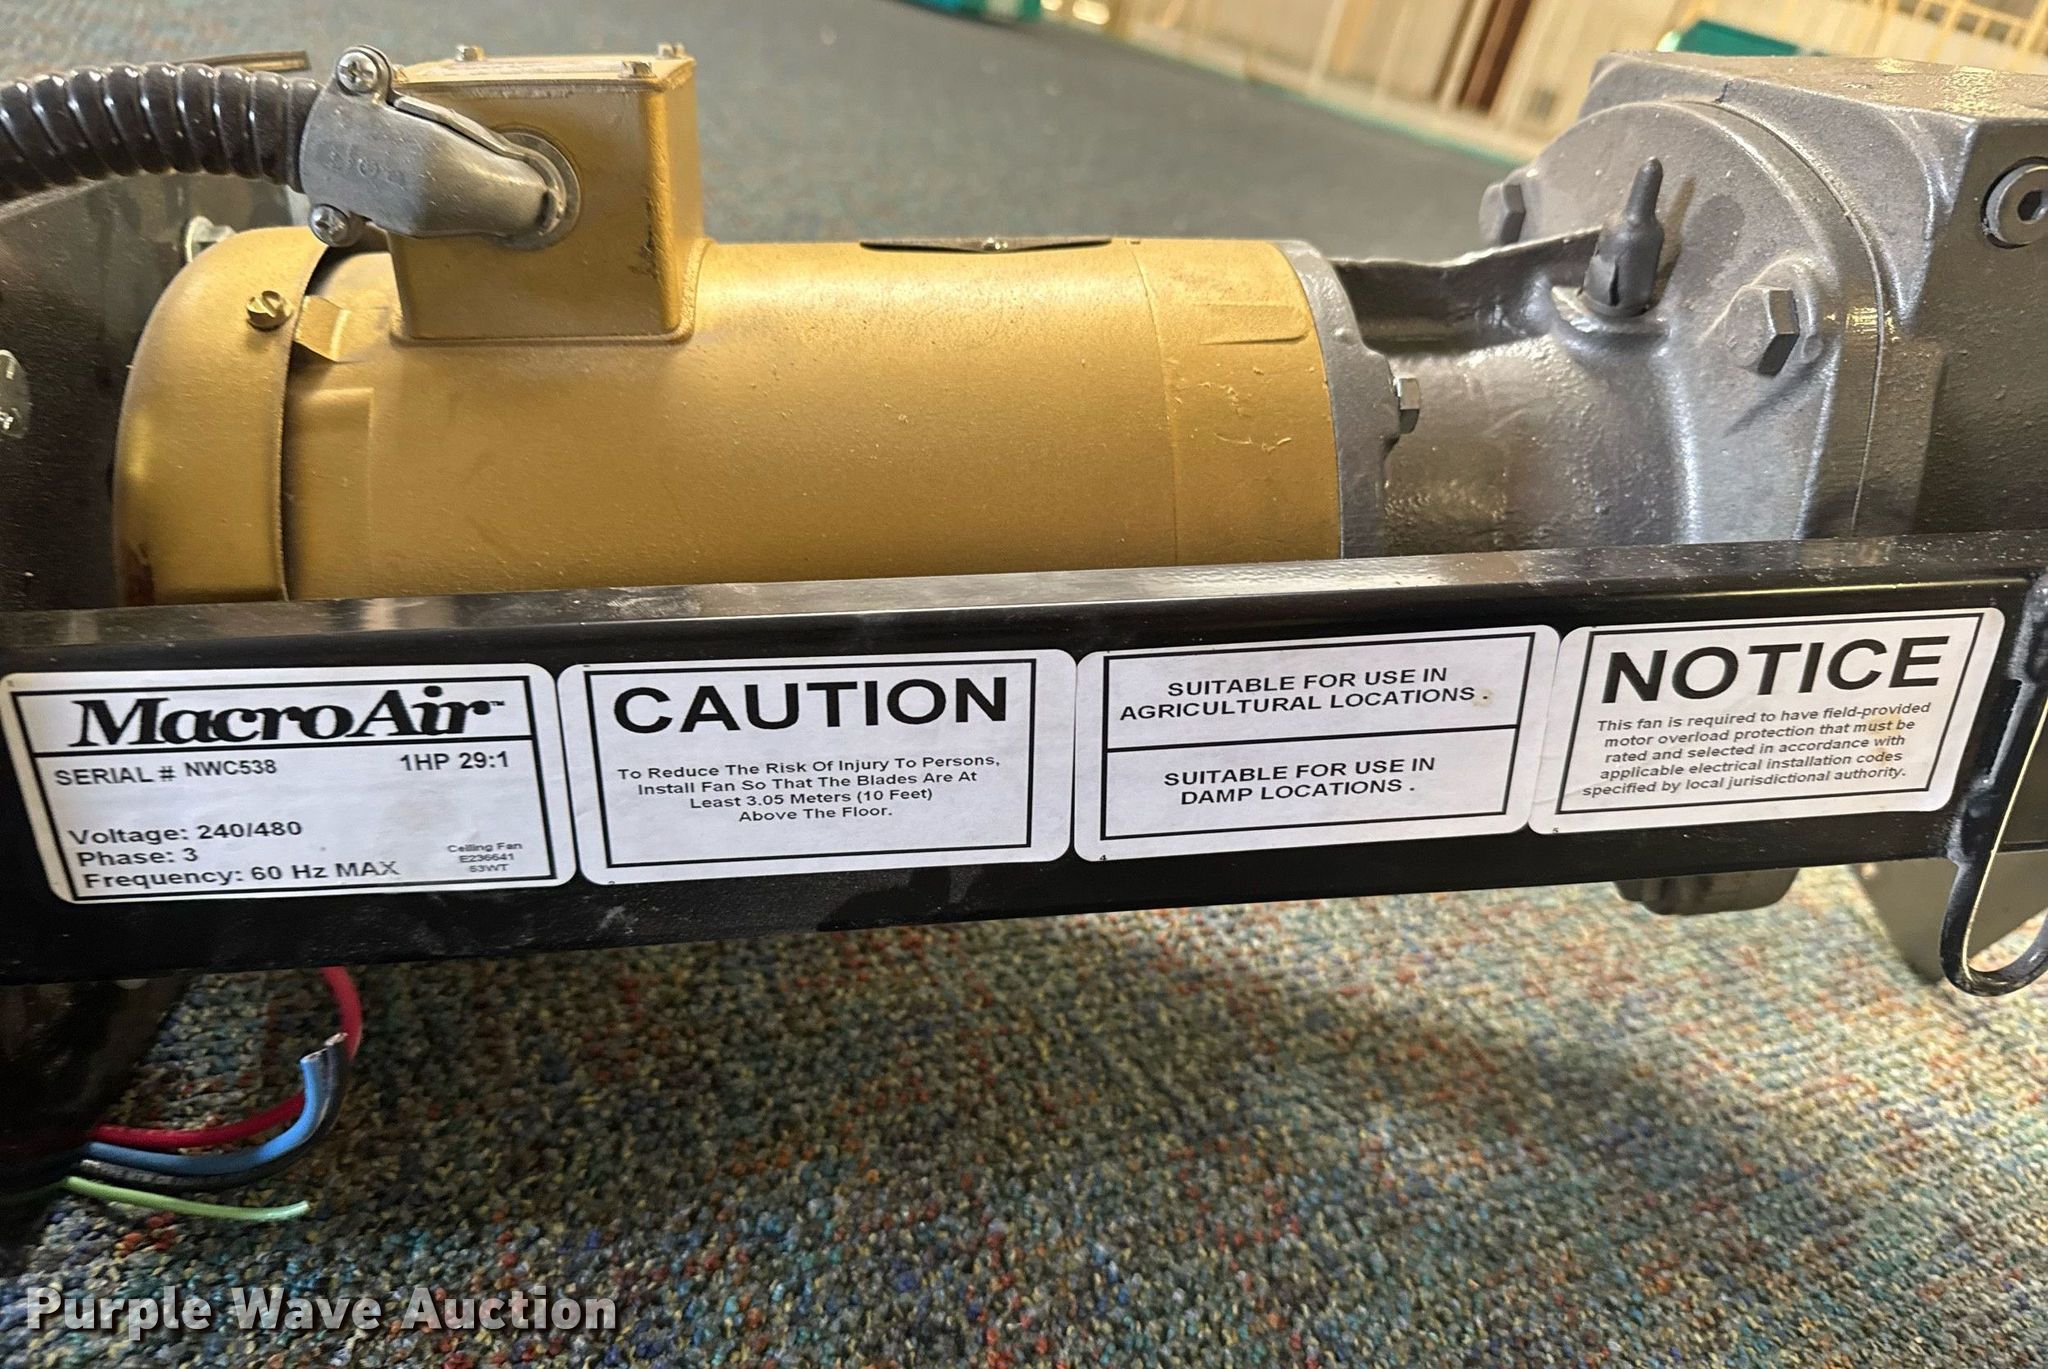 MacroAir™
SERIAL # NWC538 1HP 29:1
Voltage: 240/480
Phase: 3
Frequency: 60 Hz MAX
Ceiling Fan
E236641
53WT
CAUTION
To Reduce The Risk Of Injury To Persons,
Install Fan So That The Blades Are At
Least 3.05 Meters (10 Feet)
Above The Floor.
SUITABLE FOR USE IN
AGRICULTURAL LOCATIONS.
SUITABLE FOR USE IN
DAMP LOCATIONS.
4
NOTICE
This fan is required to have field-provided
motor overload protection that must be
rated and selected in accordance with
applicable electrical installation codes
specified by local jurisdictional authority.
5
Purple Wave Auction